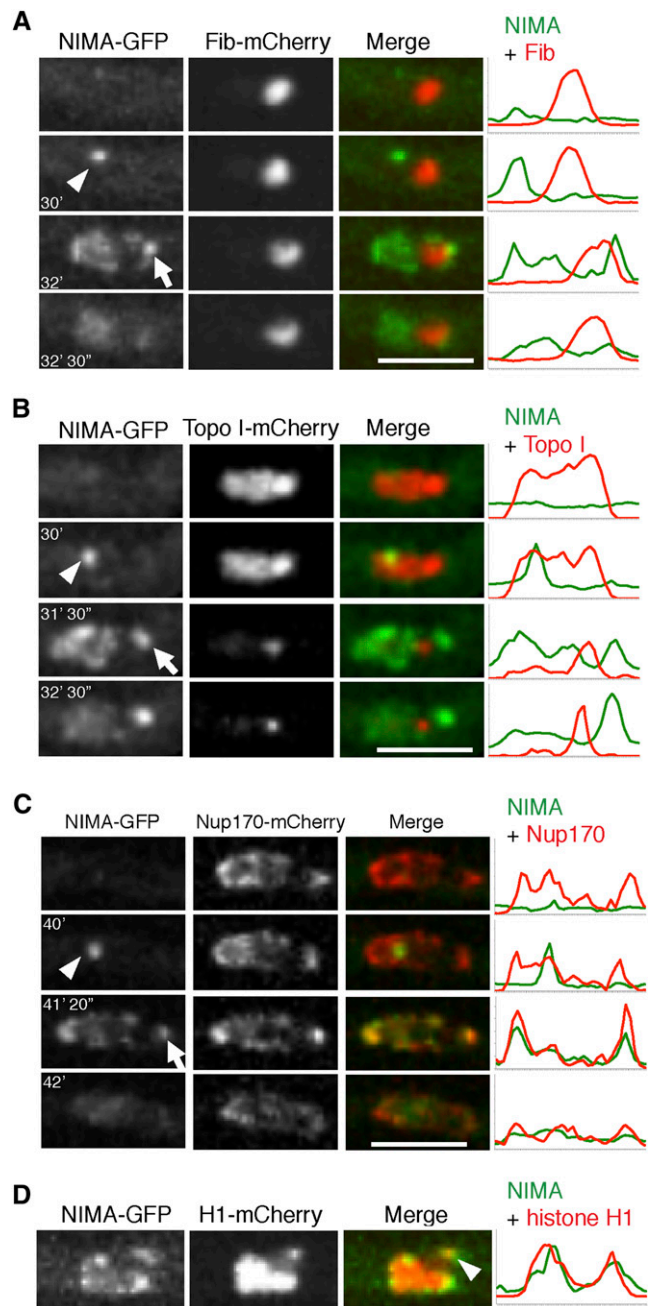 A
NIMA-GFP Fib-mCherry Merge NIMA
+ Fib
30'
32'
32' 30"
B
NIMA-GFP Topo I-mCherry Merge NIMA
+ Topo I
30'
31' 30"
32' 30"
C
NIMA-GFP Nup170-mCherry Merge NIMA
+ Nup170
40'
41' 20"
42'
D
NIMA-GFP H1-mCherry Merge NIMA
+ histone H1